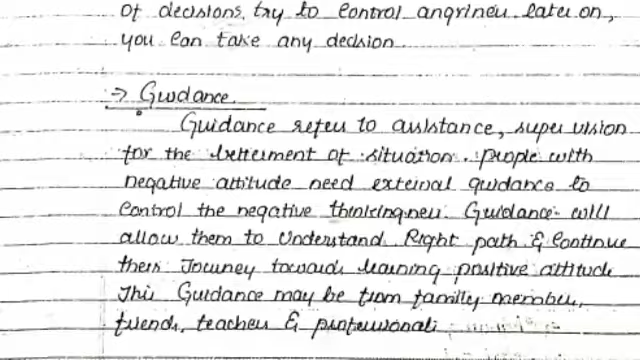 of decisions, try to control angriness later on,
you can take any decision.
→ Guidance
Guidance refers to assistance, supervision
for the betterment of situation. people with
negative attitude need external guidance to
control the negative thinkingness. Guidance will
allow them to understand Right path & continue
their Journey towards learning positive attitude
This Guidance may be from family members,
friends, teachers & professionals